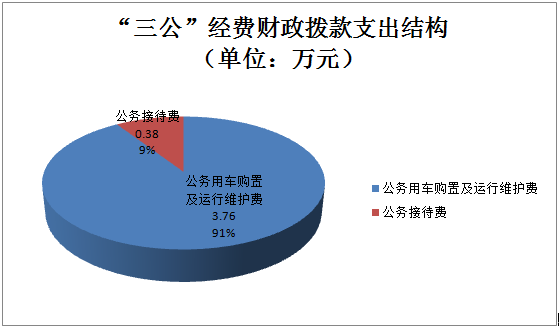 “三公”经费财政拨款支出结构
（单位：万元）
公务接待费
0.38
9%
公务用车购置
及运行维护费
3.76
91%
公务用车购置及运行维护费
公务接待费